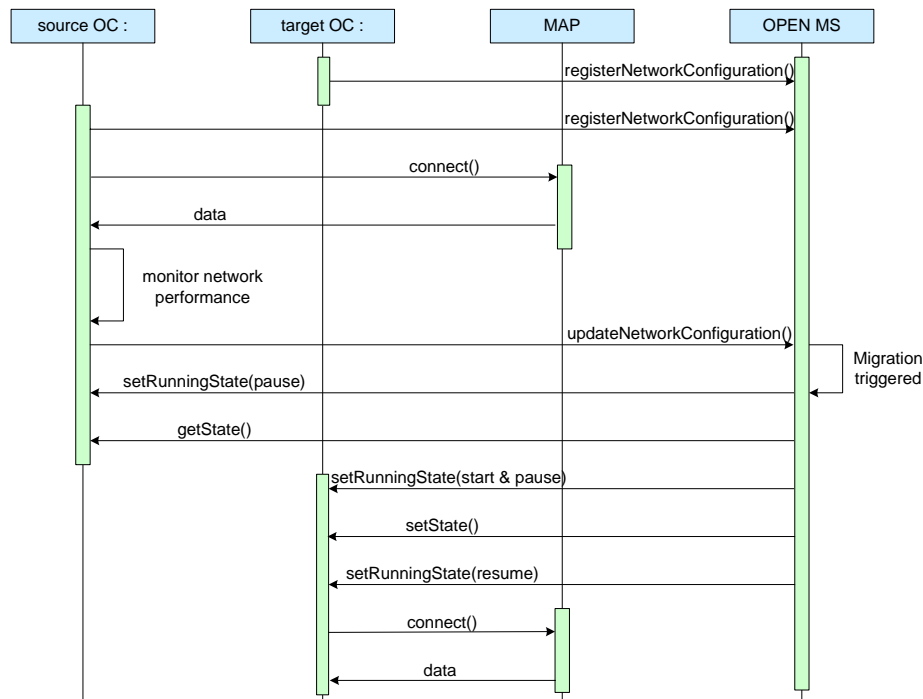 source OC :
target OC :
MAP
OPEN MS
registerNetworkConfiguration()
registerNetworkConfiguration()
connect()
data
monitor network
performance
updateNetworkConfiguration()
Migration
triggered
setRunningState(pause)
getState()
setRunningState(start & pause)
setState()
setRunningState(resume)
connect()
data